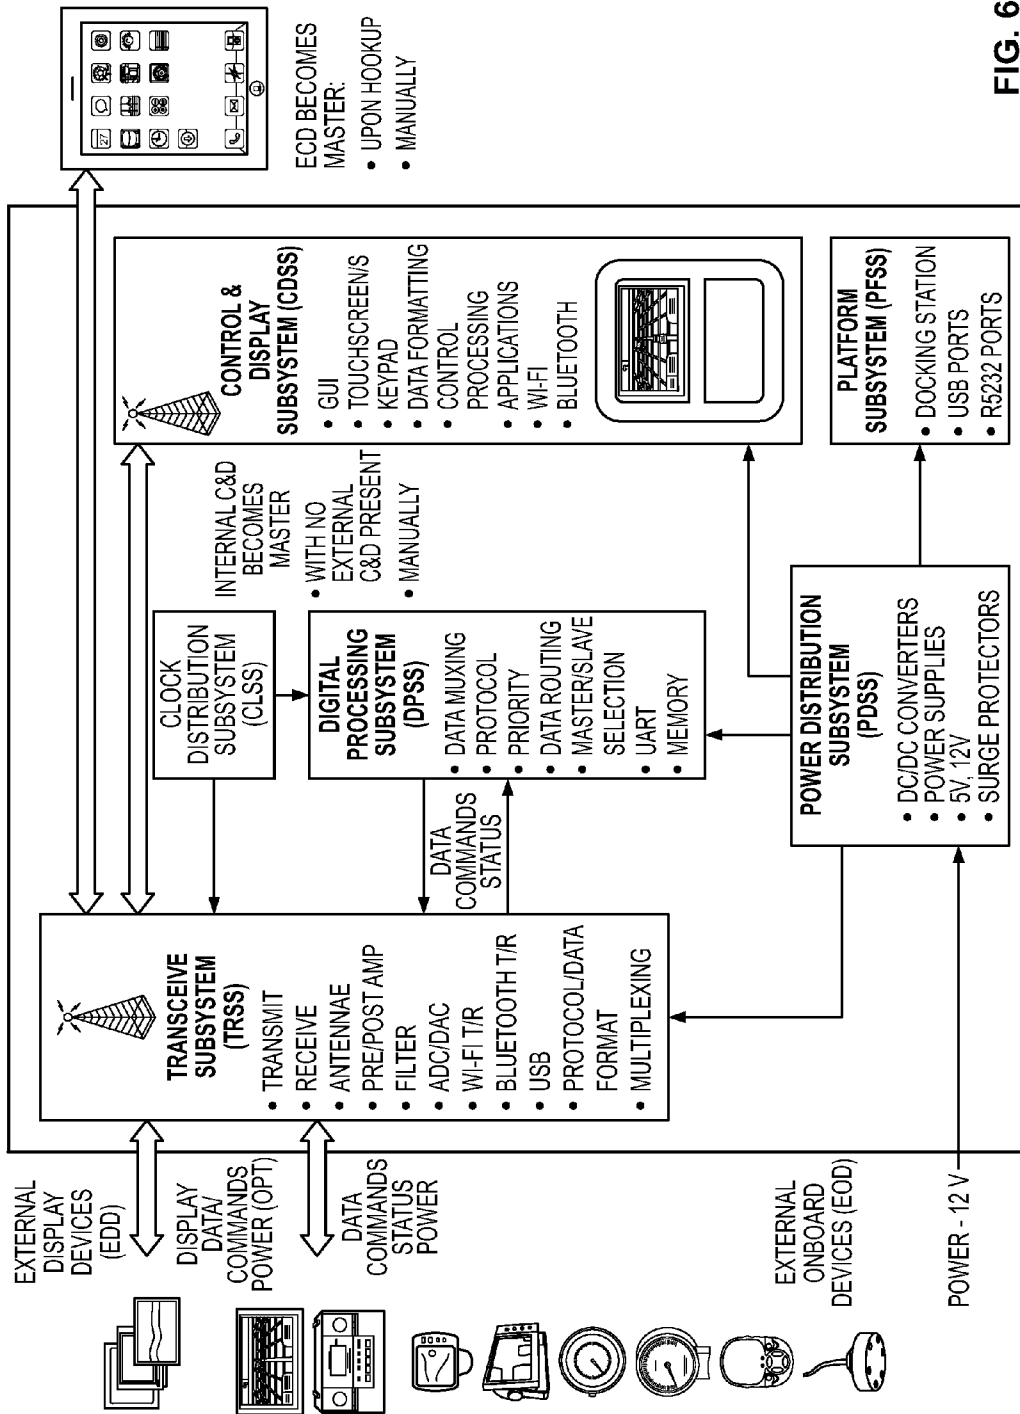 EXTERNAL
DISPLAY
DEVICES
(EDD)
DISPLAY
DATA/
COMMANDS
POWER (OPT)
DATA
COMMANDS
STATUS
POWER
EXTERNAL
ONBOARD
DEVICES (EOD)
POWER - 12 V
TRANSCEIVE
SUBSYSTEM
(TRSS)
• TRANSMIT
• RECEIVE
• ANTENNAE
• PRE/POST AMP
• FILTER
• ADC/DAC
• WI-FI T/R
• BLUETOOTH T/R
• USB
• PROTOCOL/DATA
FORMAT
• MULTIPLEXING
DATA
COMMANDS
STATUS
CLOCK
DISTRIBUTION
SUBSYSTEM
(CLSS)
DIGITAL
PROCESSING
SUBSYSTEM
(DPSS)
• DATA MUXING
• PROTOCOL
• PRIORITY
• DATA ROUTING
• MASTER/SLAVE
SELECTION
• UART
• MEMORY
POWER DISTRIBUTION
SUBSYSTEM
(PDSS)
• DC/DC CONVERTERS
• POWER SUPPLIES
• 5V, 12V
• SURGE PROTECTORS
INTERNAL C&D
BECOMES
MASTER
• WITH NO
EXTERNAL
C&D PRESENT
• MANUALLY
CONTROL &
DISPLAY
SUBSYSTEM (CDSS)
• GUI
• TOUCHSCREEN/S
• KEYPAD
• DATA FORMATTING
• CONTROL
PROCESSING
• APPLICATIONS
• WI-FI
• BLUETOOTH
PLATFORM
SUBSYSTEM (PFSS)
• DOCKING STATION
• USB PORTS
• R5232 PORTS
27
ECD BECOMES
MASTER:
• UPON HOOKUP
• MANUALLY
FIG. 6